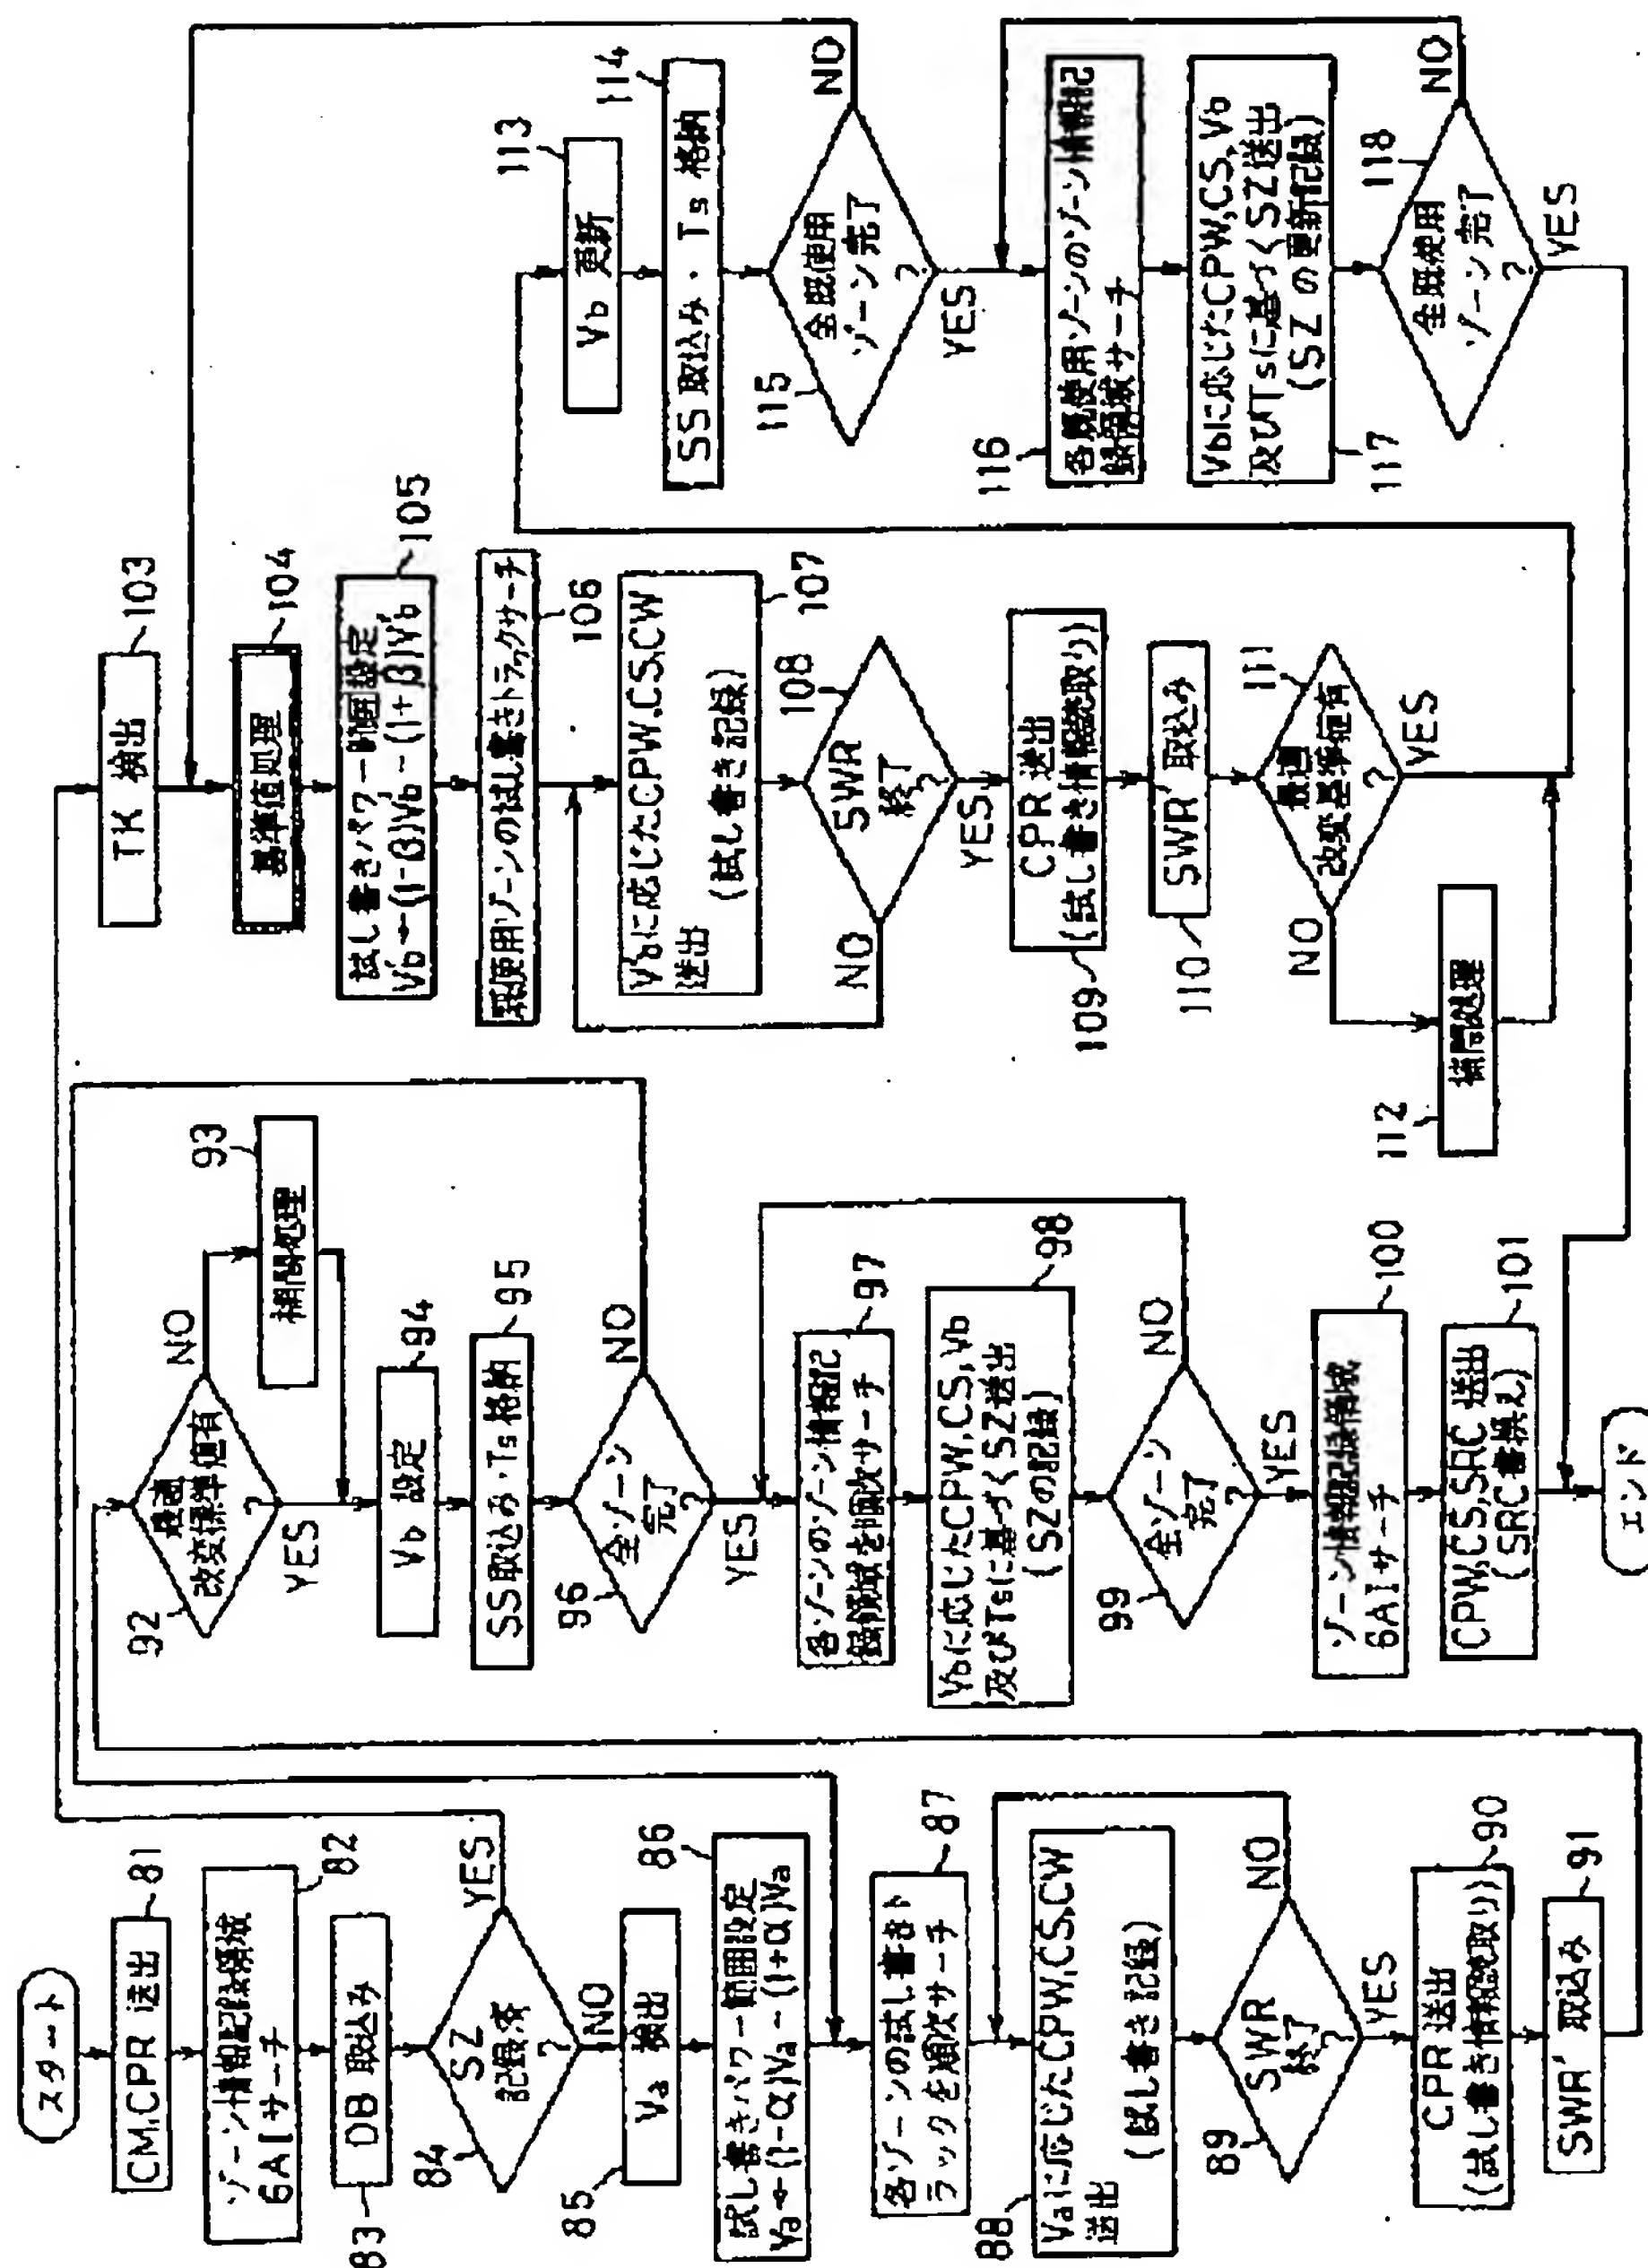 スタート
CM,CPR 送出
81
ゾーン情報記録領域
6AIサーチ
82
DB 取込み
83
SZ
記録済
?
84
YES
NO
Va 検出
85
試し書きパワー範囲設定
Va←(1-α)Va~(1+α)Va
86
各ゾーンの試し書きト
ラックを順次サーチ
87
Vaに応じたCPW,CS,CW
送出
(試し書き記録)
88
SWR
終了
?
89
NO
YES
CPR 送出
(試し書き情報読取り)
90
SWR' 取込み
91
最適
改変標準値有
?
92
NO
YES
補間処理
93
Vb 設定
94
SS取込み・Ts格納
95
全ゾーン
完了
?
96
NO
YES
各ゾーンのゾーン情報記
録領域を順次サーチ
97
Vbに応じたCPW,CS,Vb
及びTsに基づくSZ送出
(SZの記録)
98
全ゾーン
完了
?
99
NO
YES
ゾーン情報記録領域
6AIサーチ
100
CPW,CS,SRC 送出
(SRC書換え)
101
エンド
TK 検出
103
基準値処理
104
試し書きパワー範囲設定
V'b←(1-β)V'b~(1+β)V'b
105
既使用ゾーンの試し書きトラックサーチ
106
V'bに応じたCPW,CS,CW
送出
(試し書き記録)
107
SWR
終了
?
108
NO
YES
CPR 送出
(試し書き情報読取り)
109
SWR' 取込み
110
最適
改変基準値有
?
111
NO
YES
補間処理
112
Vb 更新
113
SS取込み・Ts格納
114
全既使用
ゾーン完了
?
115
NO
YES
各既使用ゾーンのゾーン情報記
録領域サーチ
116
Vbに応じたCPW,CS,Vb
及びTsに基づくSZ送出
(SZの更新記録)
117
全既使用
ゾーン完了
?
118
NO
YES